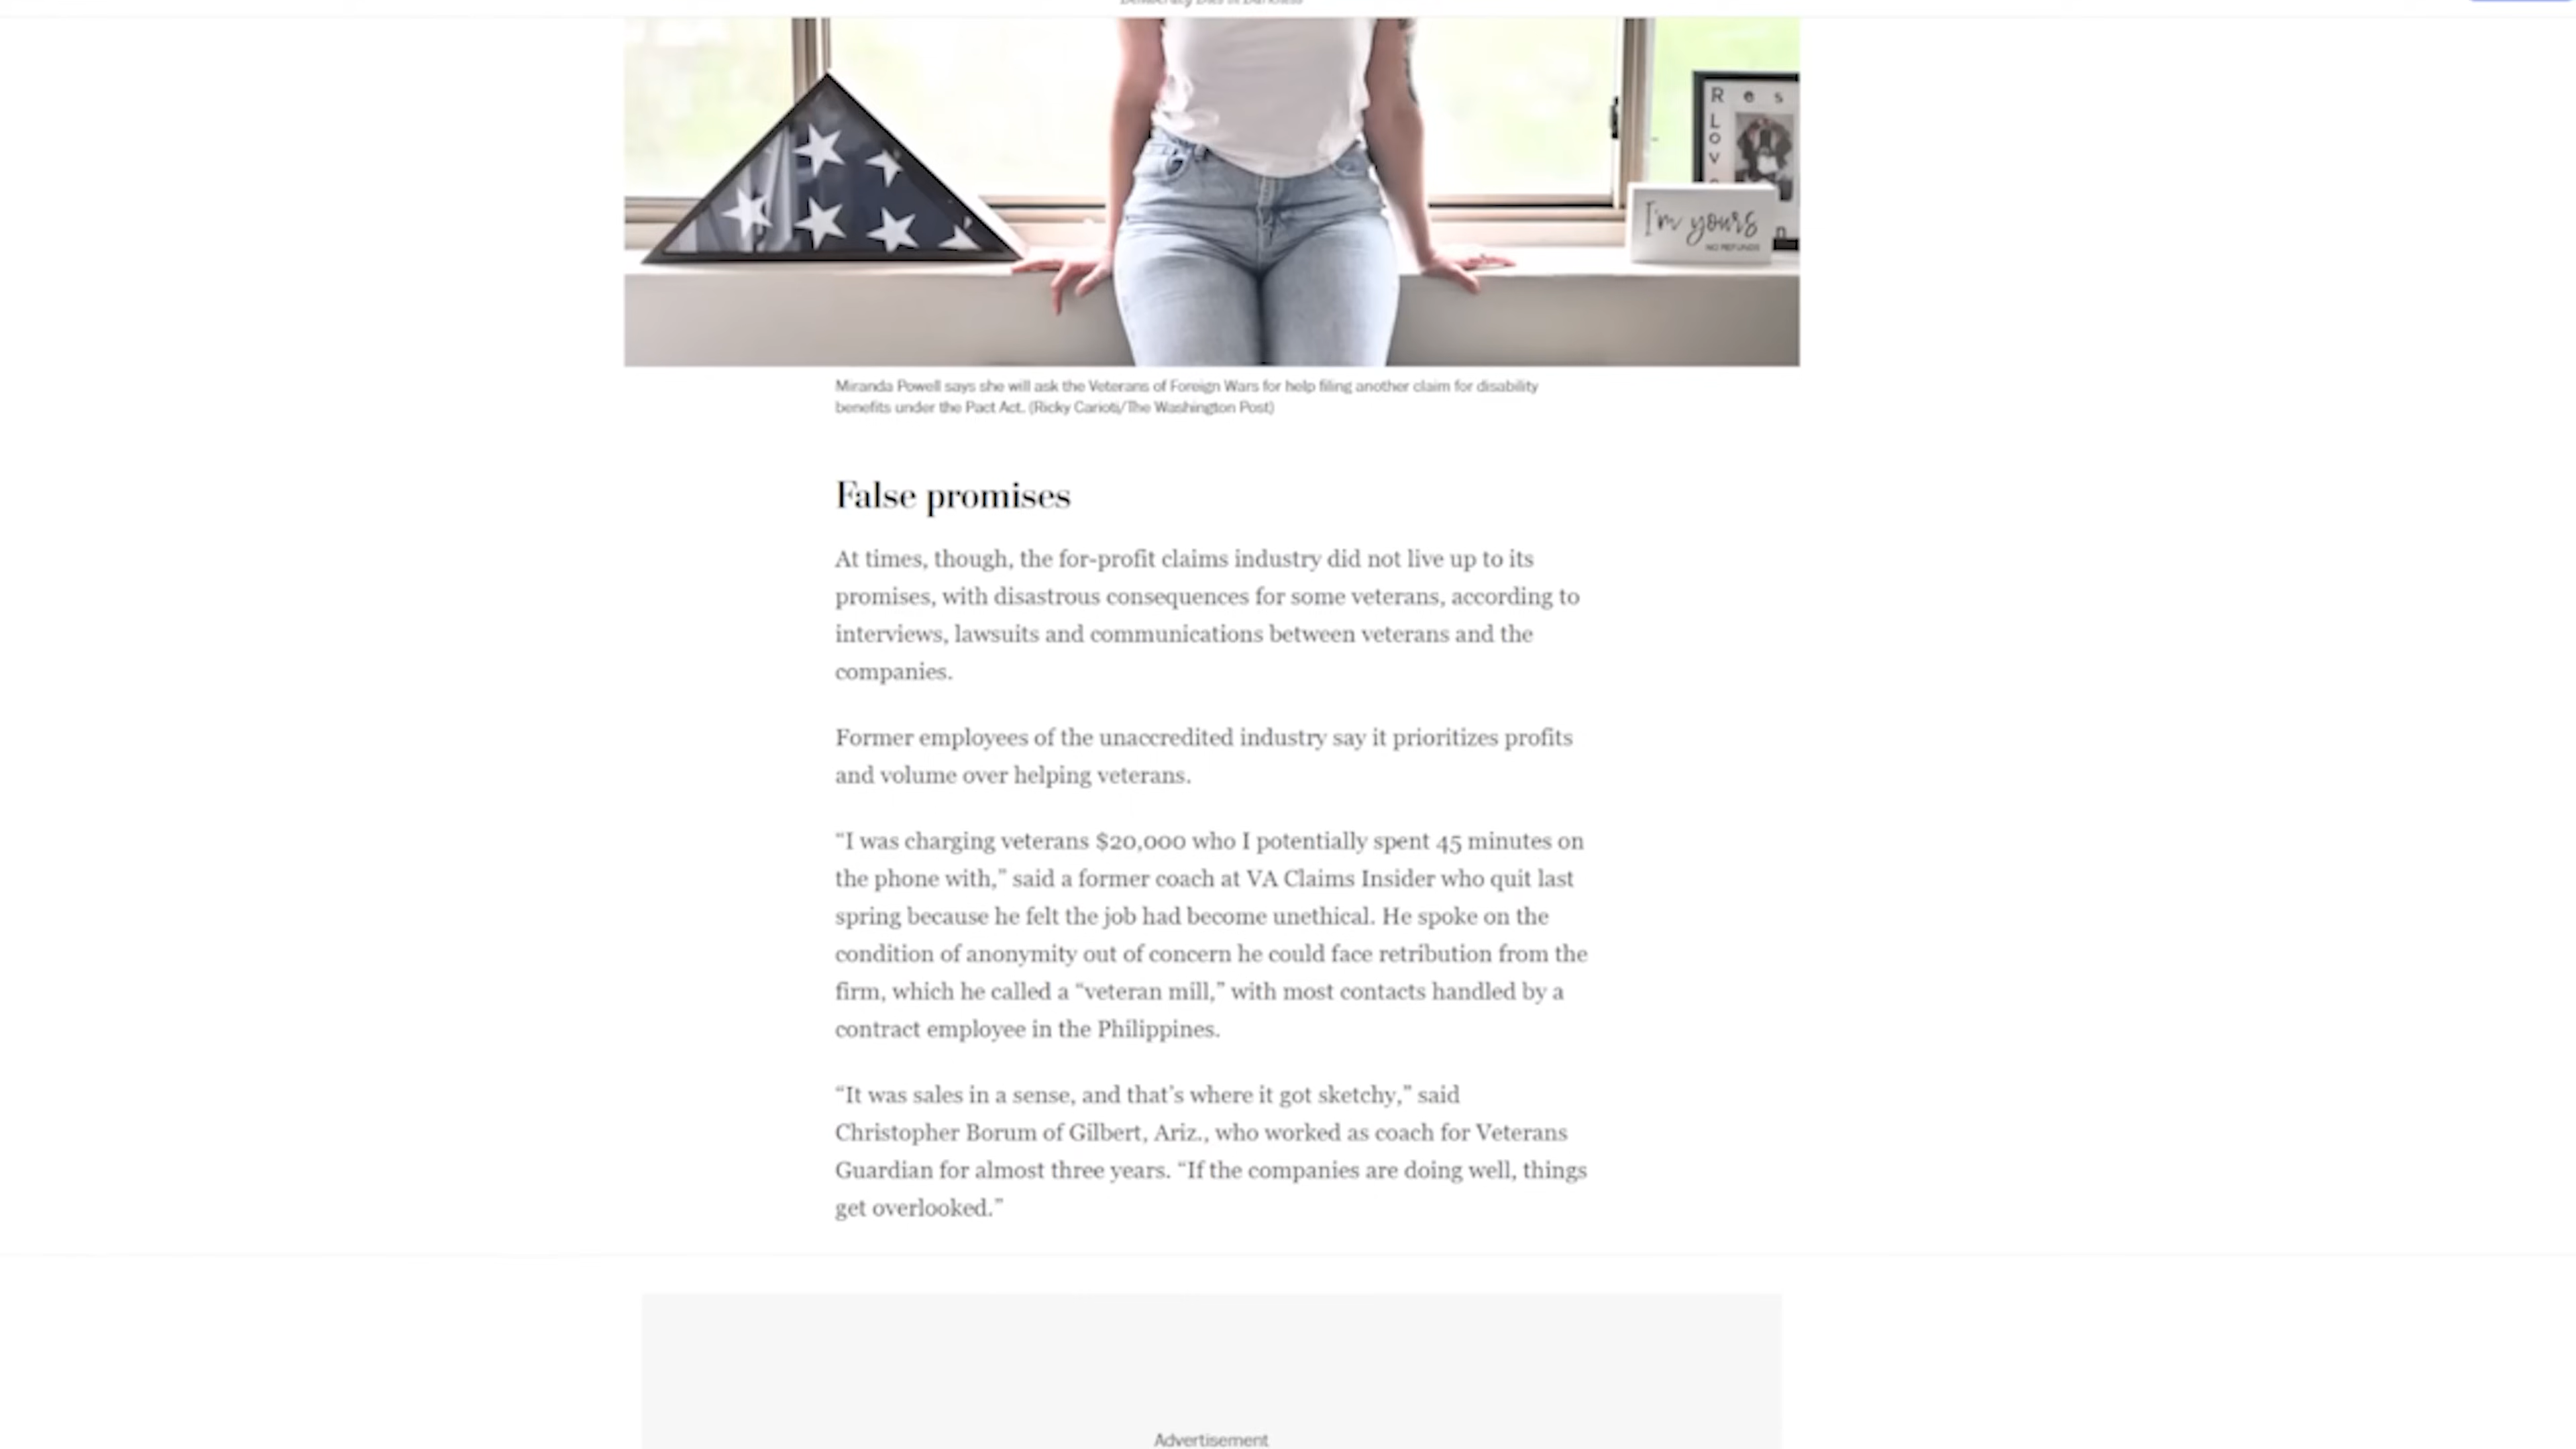 Democracy Dies in Darkness
R e s
L
o
v
I'm yours
NO REFUNDS
n
Miranda Powell says she will ask the Veterans of Foreign Wars for help filing another claim for disability
benefits under the Pact Act. (Ricky Carioti/The Washington Post)
False promises
At times, though, the for-profit claims industry did not live up to its
promises, with disastrous consequences for some veterans, according to
interviews, lawsuits and communications between veterans and the
companies.
Former employees of the unaccredited industry say it prioritizes profits
and volume over helping veterans.
“I was charging veterans $20,000 who I potentially spent 45 minutes on
the phone with,” said a former coach at VA Claims Insider who quit last
spring because he felt the job had become unethical. He spoke on the
condition of anonymity out of concern he could face retribution from the
firm, which he called a “veteran mill,” with most contacts handled by a
contract employee in the Philippines.
“It was sales in a sense, and that’s where it got sketchy,” said
Christopher Borum of Gilbert, Ariz., who worked as coach for Veterans
Guardian for almost three years. “If the companies are doing well, things
get overlooked.”
Advertisement